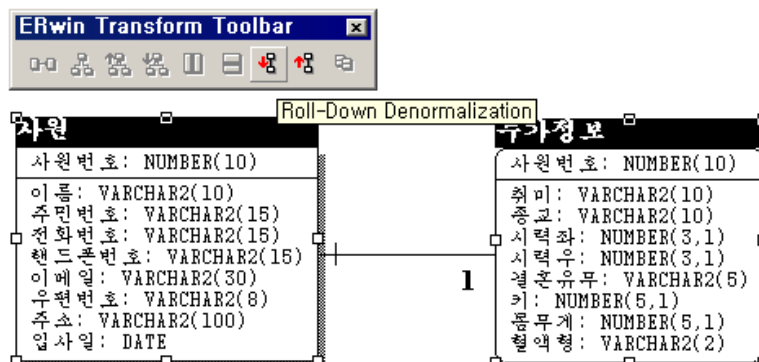 ERwin Transform Toolbar
Roll-Down Denormalization
사원
사원번호: NUMBER(10)
이름: VARCHAR2(10)
주민번호: VARCHAR2(15)
전화번호: VARCHAR2(15)
핸드폰번호: VARCHAR2(15)
이메일: VARCHAR2(30)
우편번호: VARCHAR2(8)
주소: VARCHAR2(100)
입사일: DATE
1
추가정보
사원번호: NUMBER(10)
취미: VARCHAR2(10)
종교: VARCHAR2(10)
시력좌: NUMBER(3,1)
시력우: NUMBER(3,1)
결혼유무: VARCHAR2(5)
키: NUMBER(5,1)
몸무게: NUMBER(5,1)
혈액형: VARCHAR2(2)